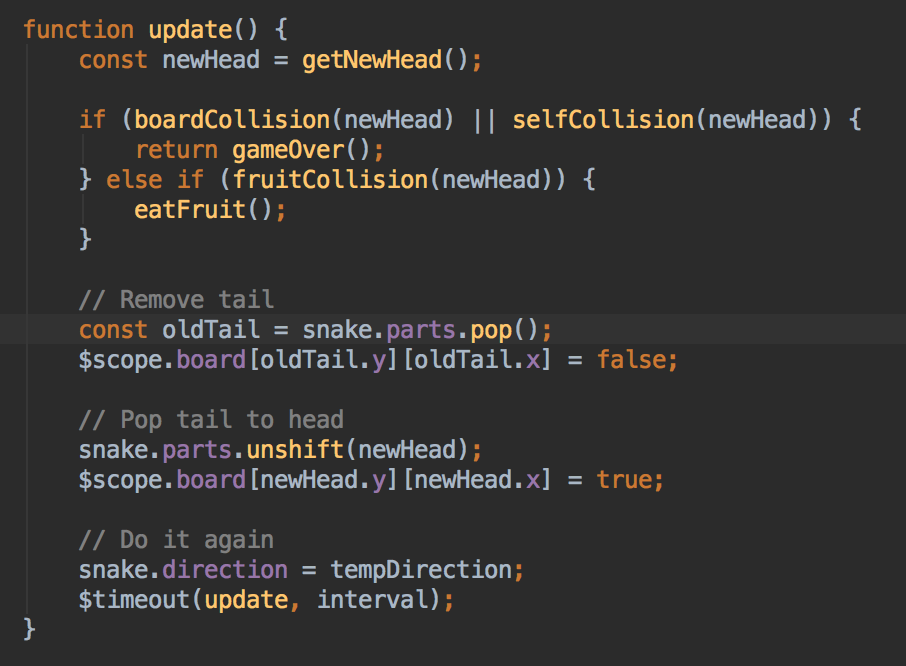 function update() {
    const newHead = getNewHead();

    if (boardCollision(newHead) || selfCollision(newHead)) {
        return gameOver();
    } else if (fruitCollision(newHead)) {
        eatFruit();
    }

    // Remove tail
    const oldTail = snake.parts.pop();
    $scope.board[oldTail.y][oldTail.x] = false;

    // Pop tail to head
    snake.parts.unshift(newHead);
    $scope.board[newHead.y][newHead.x] = true;

    // Do it again
    snake.direction = tempDirection;
    $timeout(update, interval);
}